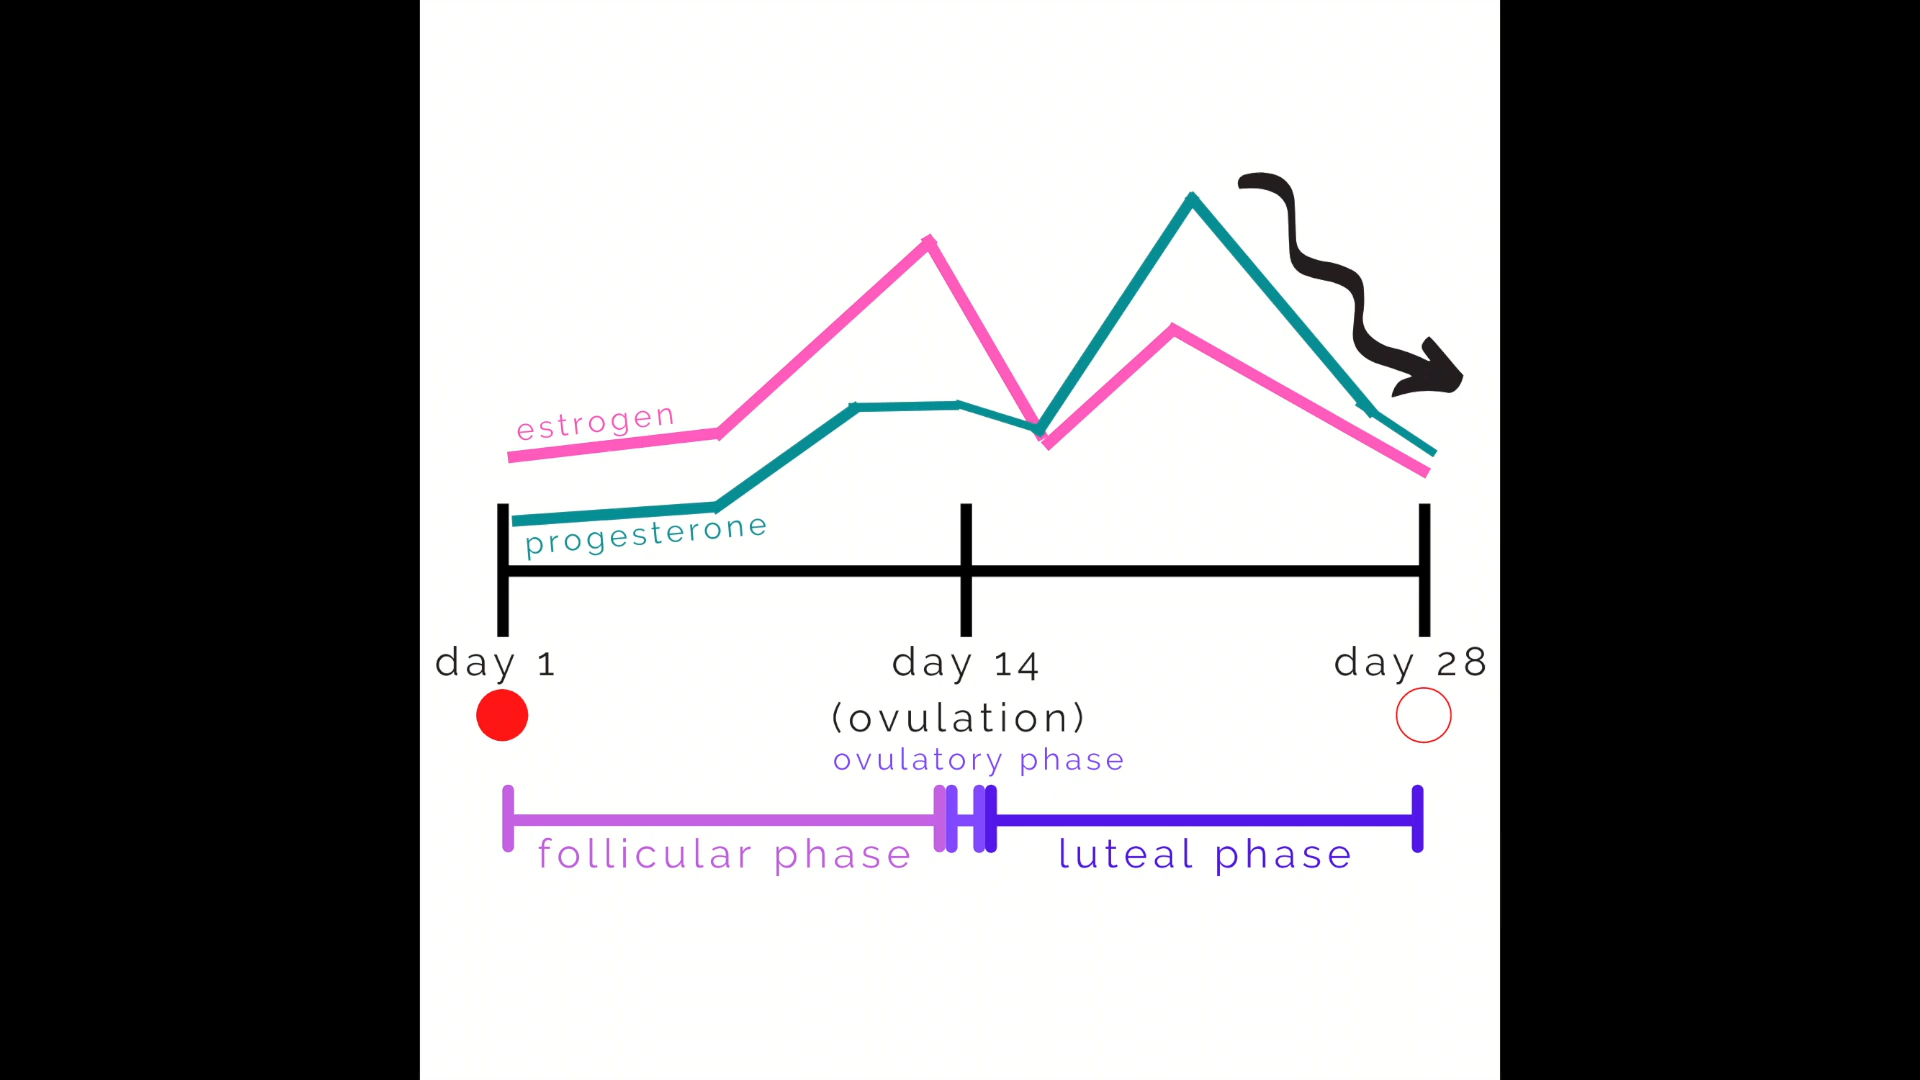 estrogen
progesterone
day 1
day 14
day 28
(ovulation)
ovulatory phase
follicular phase
luteal phase